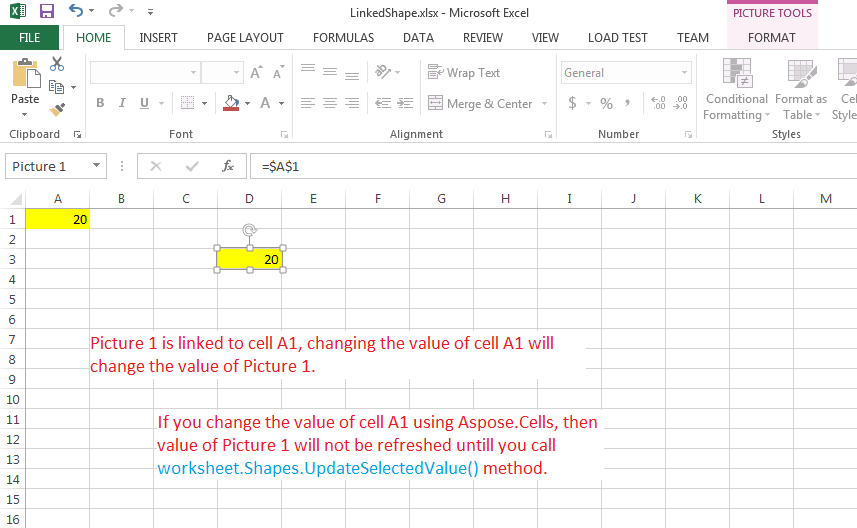 LinkedShape.xlsx - Microsoft Excel
PICTURE TOOLS
FILE HOME INSERT PAGE LAYOUT FORMULAS DATA REVIEW VIEW LOAD TEST TEAM FORMAT
Paste
B I U A A A
Wrap Text
Merge & Center
General
$ % , .0 .00 .00 .0
Conditional Formatting
Format as Table
Clipboard Font Alignment Number Styles
Picture 1 fx =$A$1
A B C D E F G H I J K L M
1 20
2
3 20
4
5
6
7 Picture 1 is linked to cell A1, changing the value of cell A1 will
8 change the value of Picture 1.
9
10
11 If you change the value of cell A1 using Aspose.Cells, then
12 value of Picture 1 will not be refreshed untill you call
13 worksheet.Shapes.UpdateSelectedValue() method.
14
15
16